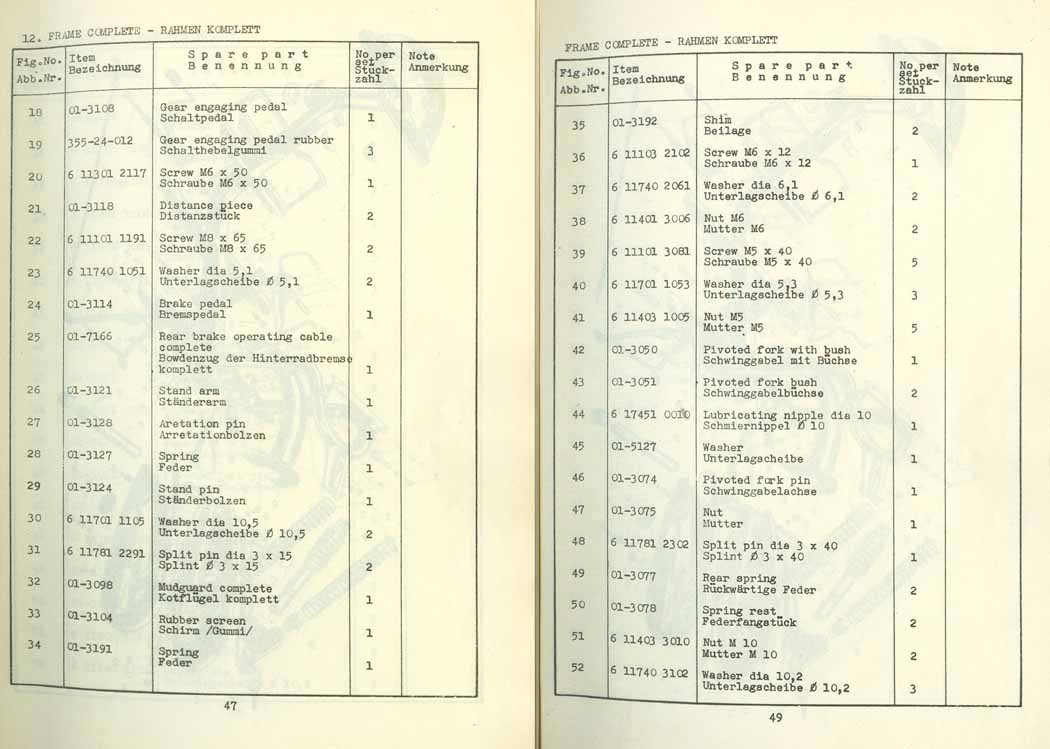 12. FRAME COMPLETE - RAHMEN KOMPLETT
Fig.No. Item Spare part No.per Note
Abb.Nr. Bezeichnung Benennung set Anmerkung
Stück-
zahl
18 01-3108 Gear engaging pedal
Schaltpedal 1
19 355-24-012 Gear engaging pedal rubber
Schalthebelgummi 3
20 6 11301 2117 Screw M6 x 50
Schraube M6 x 50 1
21. 01-3118 Distance piece
Distanzstück 2
22 6 11101 1191 Screw M8 x 65
Schraube M8 x 65 2
23 6 11740 1051 Washer dia 5,1
Unterlagscheibe Ø 5,1 2
24 01-3114 Brake pedal
Bremspedal 1
25 01-7166 Rear brake operating cable
complete
Bowdenzug der Hinterradbremse
komplett 1
26 01-3121 Stand arm
Ständerarm 1
27 01-3128 Aretation pin
Arretationbolzen 1
28 01-3127 Spring
Feder 1
29 01-3124 Stand pin
Ständerbolzen 1
30 6 11701 1105 Washer dia 10,5
Unterlagscheibe Ø 10,5 2
31 6 11781 2291 Split pin dia 3 x 15
Splint Ø 3 x 15 2
32 01-3098 Mudguard complete
Kotflügel komplett 1
33 01-3104 Rubber screen
Schirm /Gummi/ 1
34 01-3191 Spring
Feder 1
47
FRAME COMPLETE - RAHMEN KOMPLETT
Fig.No. Item Spare part No.per Note
Abb.Nr. Bezeichnung Benennung set Anmerkung
Stück-
zahl
35 01-3192 Shim
Beilage 2
36 6 11103 2102 Screw M6 x 12
Schraube M6 x 12 1
37 6 11740 2061 Washer dia 6,1
Unterlagscheibe Ø 6,1 2
38 6 11401 3006 Nut M6
Mutter M6 2
39 6 11101 3081 Screw M5 x 40
Schraube M5 x 40 5
40 6 11701 1053 Washer dia 5,3
Unterlagscheibe Ø 5,3 3
41 6 11403 1005 Nut M5
Mutter M5 5
42 01-3050 Pivoted fork with bush
Schwinggabel mit Büchse 1
43 01-3051 Pivoted fork bush
Schwinggabelbüchse 2
44 6 17451 0010 Lubricating nipple dia 10
Schmiernippel Ø 10 1
45 01-5127 Washer
Unterlagscheibe 1
46 01-3074 Pivoted fork pin
Schwinggabelachse 1
47 01-3075 Nut
Mutter 1
48 6 11781 2302 Split pin dia 3 x 40
Splint Ø 3 x 40 1
49 01-3077 Rear spring
Rückwärtige Feder 2
50 01-3078 Spring rest
Federfangstück 2
51 6 11403 3010 Nut M 10
Mutter M 10 2
52 6 11740 3102 Washer dia 10,2
Unterlagscheibe Ø 10,2 3
49